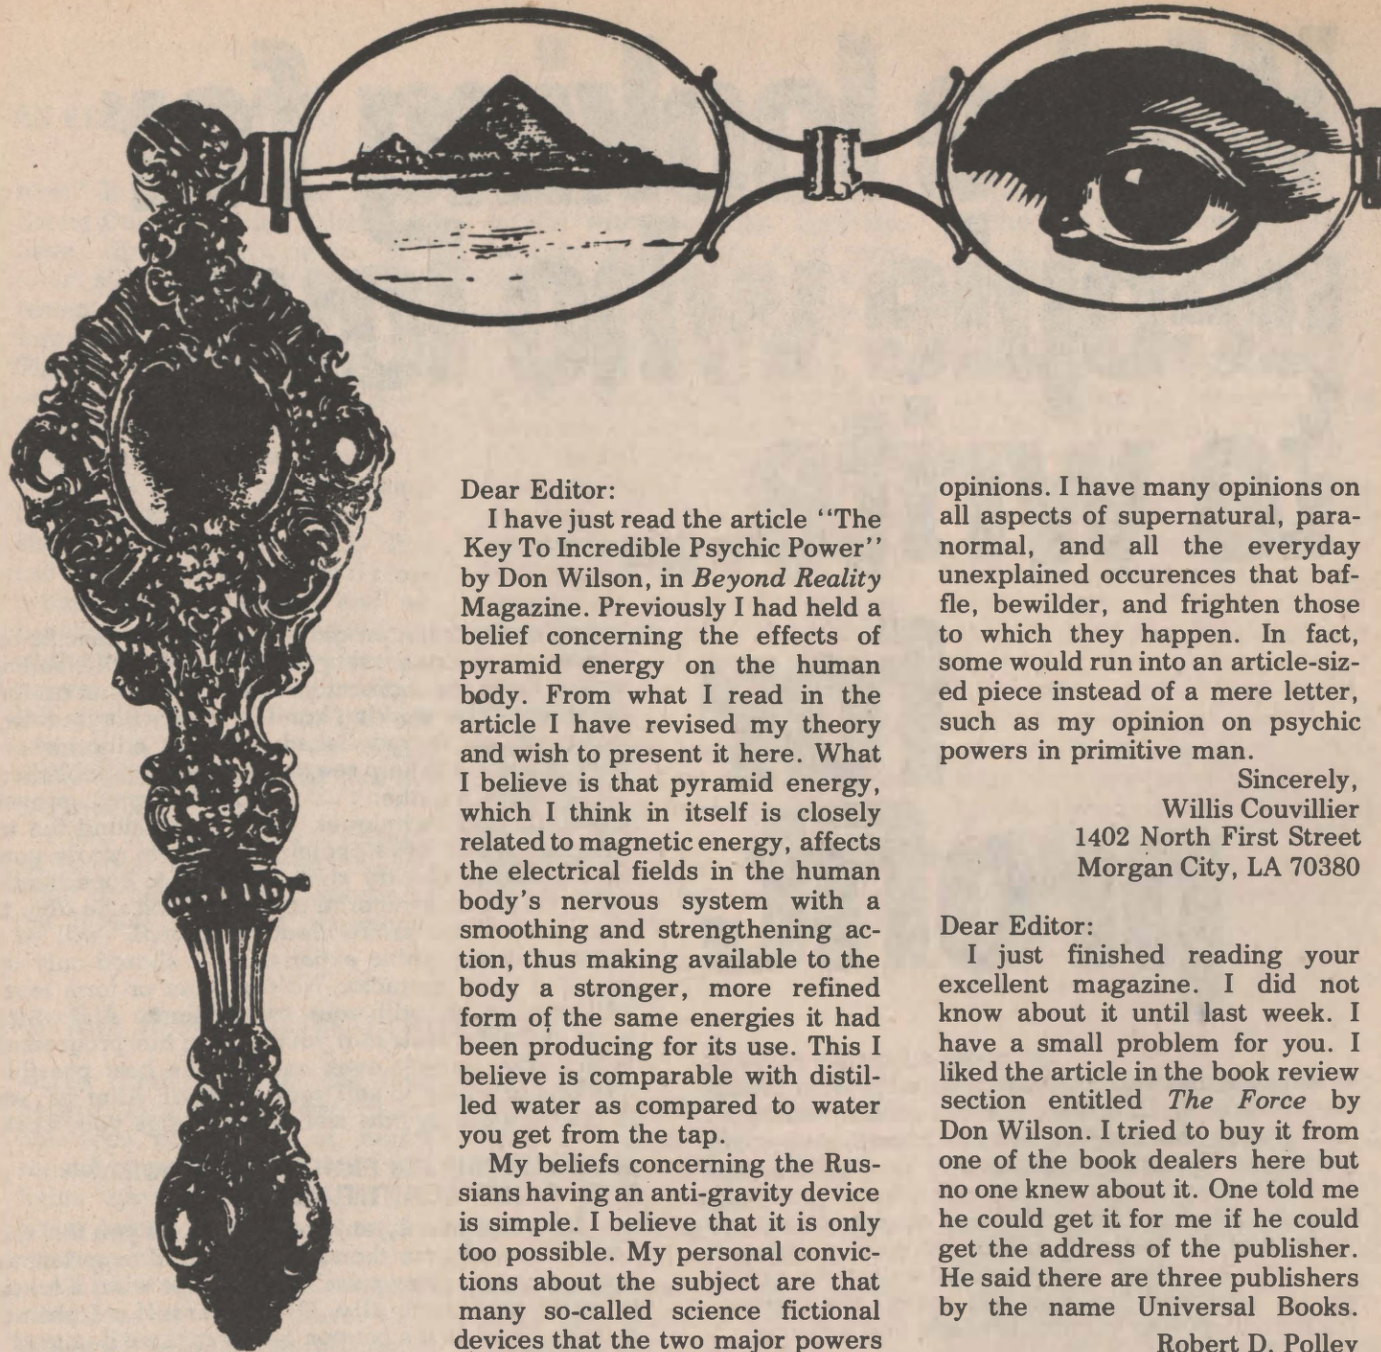 Dear Editor:
I have just read the article ‘‘The
Key To Incredible Psychic Power’’
by Don Wilson, in Beyond Reality
Magazine. Previously I had held a
belief concerning the effects of
pyramid energy on the human
body. From what I read in the
article I have revised my theory
and wish to present it here. What
I believe is that pyramid energy,
which I think in itself is closely
related to magnetic energy, affects
the electrical fields in the human
body's nervous system with a
smoothing and strengthening ac-
tion, thus making available to the
body a stronger, more refined
form of the same energies it had
been producing for its use. This I
believe is comparable with distil-
led water as compared to water
you get from the tap.
My beliefs concerning the Rus-
sians having an anti-gravity device
is simple. I believe that it is only
too possible. My personal convic-
tions about the subject are that
many so-called science fictional
devices that the two major powers
opinions. I have many opinions on
all aspects of supernatural, para-
normal, and all the everyday
unexplained occurences that baf-
fle, bewilder, and frighten those
to which they happen. In fact,
some would run into an article-siz-
ed piece instead of a mere letter,
such as my opinion on psychic
powers in primitive man.
Sincerely,
Willis Couvillier
1402 North First Street
Morgan City, LA 70380
Dear Editor:
I just finished reading your
excellent magazine. I did not
know about it until last week. I
have a small problem for you. I
liked the article in the book review
section entitled The Force by
Don Wilson. I tried to buy it from
one of the book dealers here but
no one knew about it. One told me
he could get it for me if he could
get the address of the publisher.
He said there are three publishers
by the name Universal Books.
Robert D. Polley